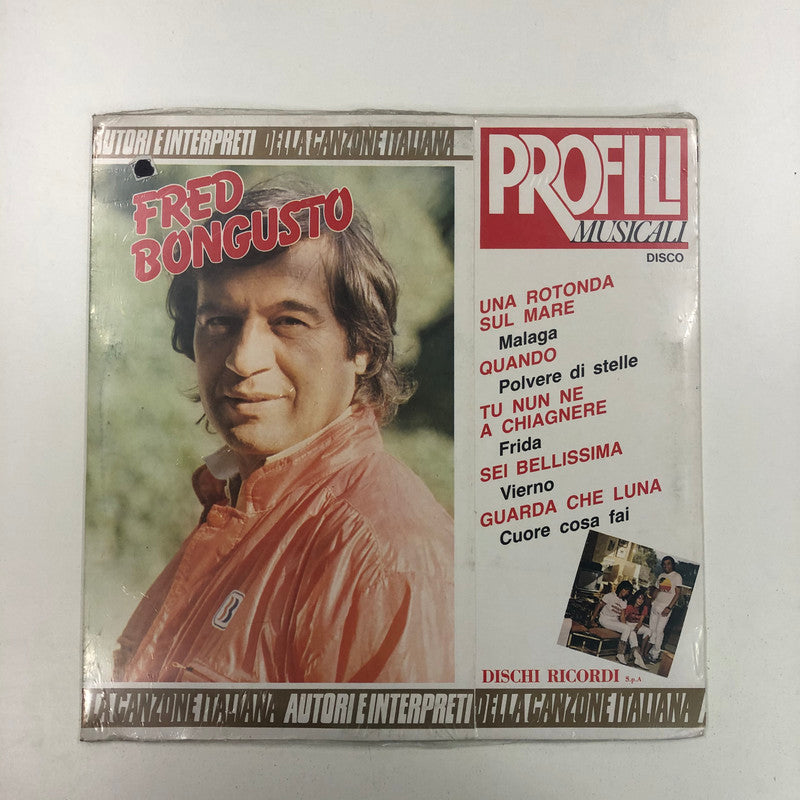 UTORI E INTERPRETI DELLA CANZONE ITALIANA
FRED
BONGUSTO
PROFILI
MUSICALI
DISCO
UNA ROTONDA
SUL MARE
Malaga
QUANDO
Polvere di stelle
TU NUN NE
A CHIAGNERE
Frida
SEI BELLISSIMA
Vierno
GUARDA CHE LUNA
Cuore cosa fai
B
DISCHI RICORDI S.p.A
LA CANZONE ITALIANA AUTORI E INTERPRETI DELLA CANZONE ITALIANA A